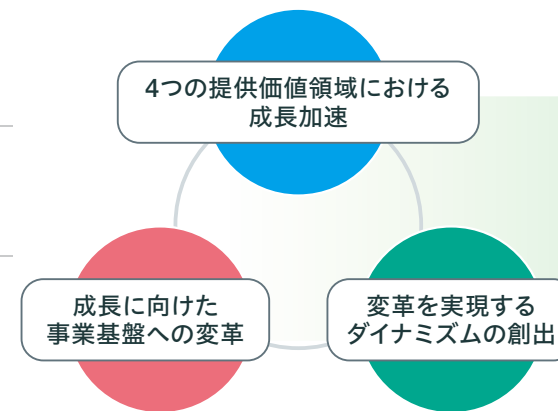 4つの提供価値領域における
成長加速
成長に向けた
事業基盤への変革
変革を実現する
ダイナミズムの創出